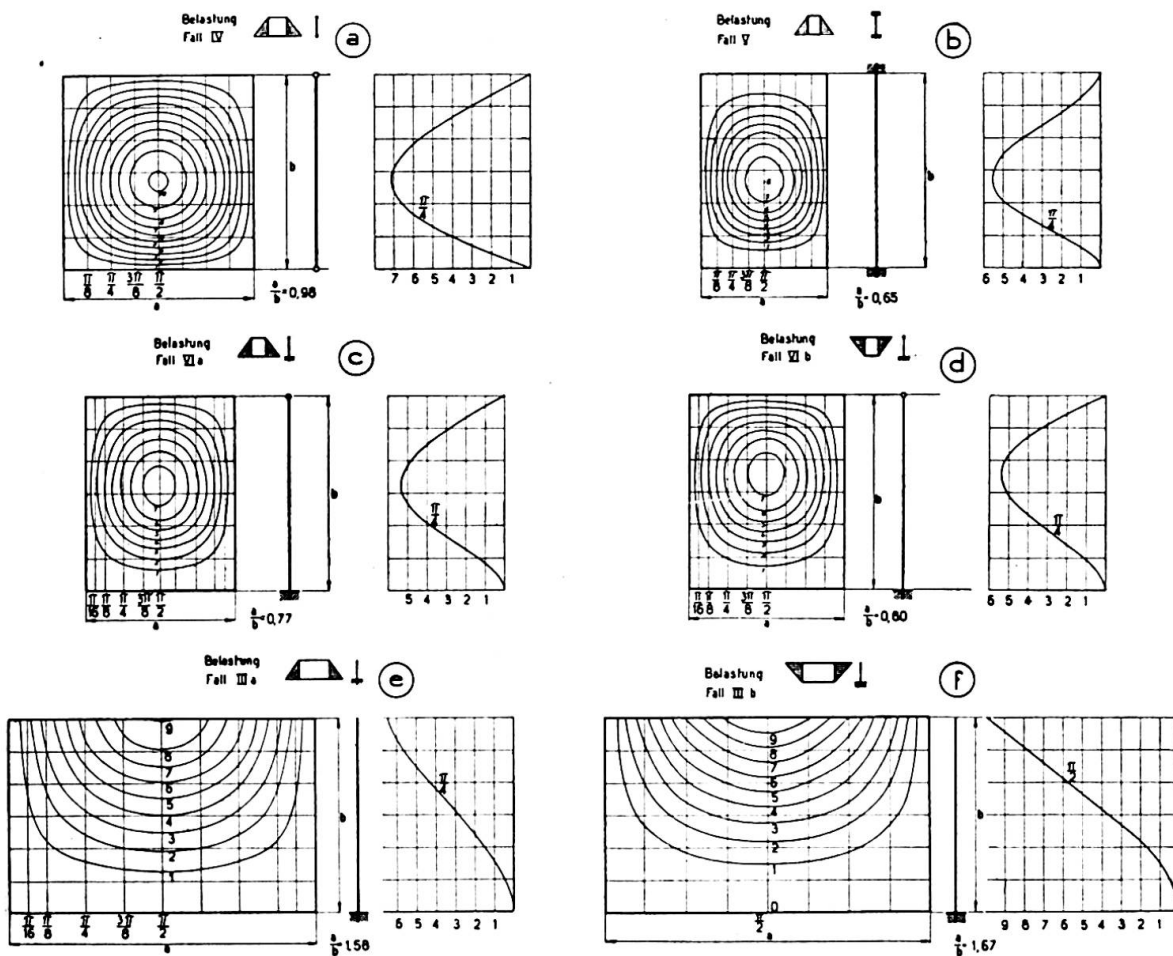 Belastung
Fall IV
a
b
7 6 5 4 3 2 1
π/8 π/4 3π/8 π/2
a
a/b = 0,98
π/4
Belastung
Fall V
b
b
6 5 4 3 2 1
π/8 π/4 3π/8 π/2
a
a/b = 0,65
π/4
Belastung
Fall VI a
c
b
5 4 3 2 1
π/16 π/8 π/4 3π/8 π/2
a
a/b = 0,77
π/4
Belastung
Fall VI b
d
b
6 5 4 3 2 1
π/16 π/8 π/4 3π/8 π/2
a
a/b = 0,80
π/4
Belastung
Fall III a
e
9
8
7
6
5
4
3
2
1
b
π/4
6 5 4 3 2 1
π/16 π/8 π/4 3π/8 π/2
a
a/b = 1,58
Belastung
Fall III b
f
9
8
7
6
5
4
3
2
1
0
b
π/2
9 8 7 6 5 4 3 2 1
π/2
a
a/b = 1,67